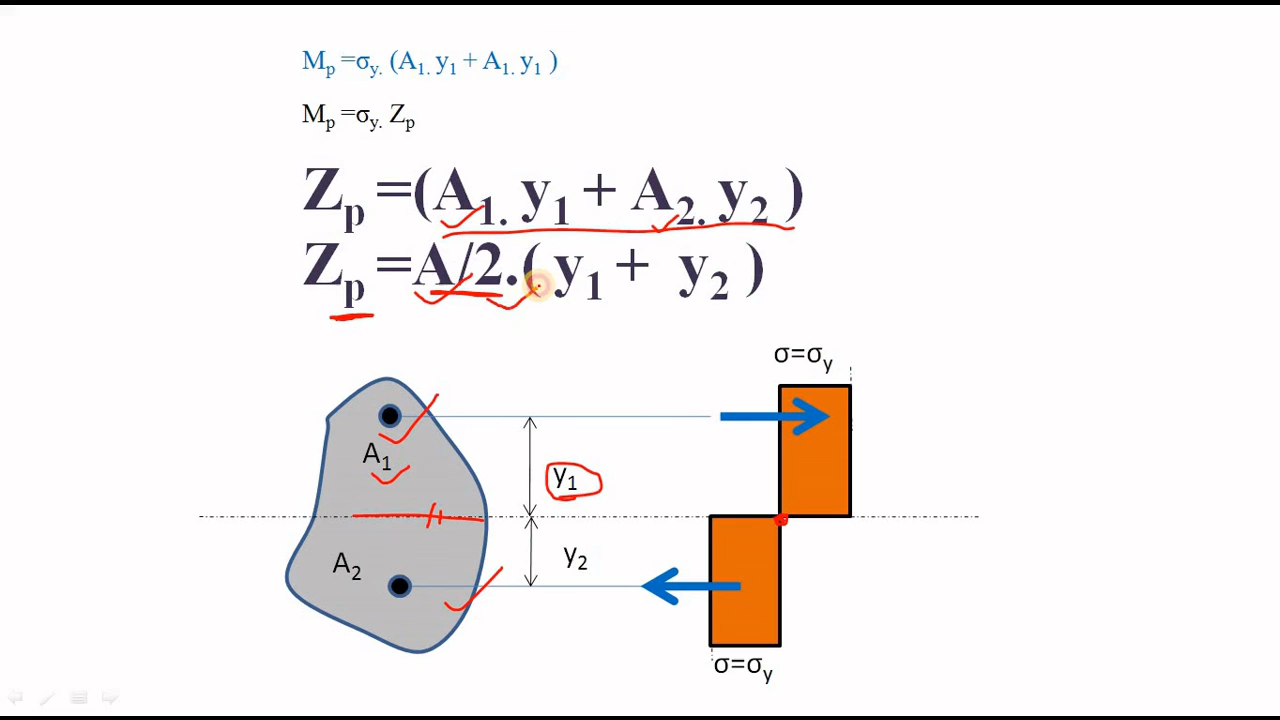 Mp =σy. (A1. y1 + A1. y1 )
Mp =σy. Zp
Zp =(A1. y1 + A2. y2 )
Zp =A/2.( y1 + y2 )
σ=σy
A1
y1
A2
y2
σ=σy